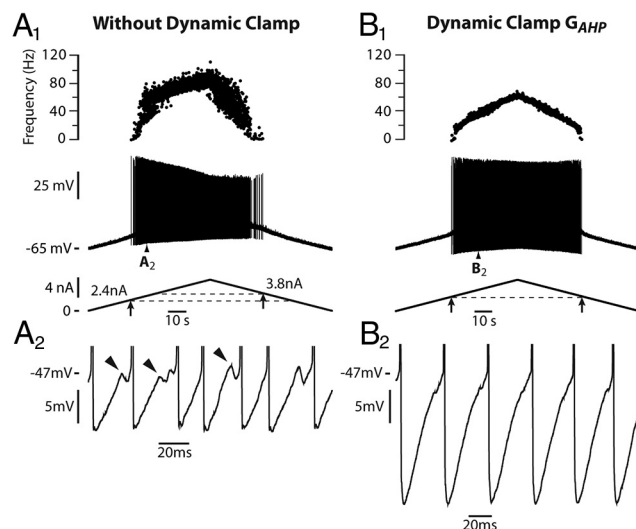 A1 Without Dynamic Clamp
Frequency (Hz)
120
80
40
0
25 mV
-65 mV
A2
4 nA
0
2.4nA
3.8nA
10 s
A2
-47mV
5mV
20ms
B1 Dynamic Clamp GAHP
120
80
40
0
B2
10 s
B2
-47mV
5mV
20ms